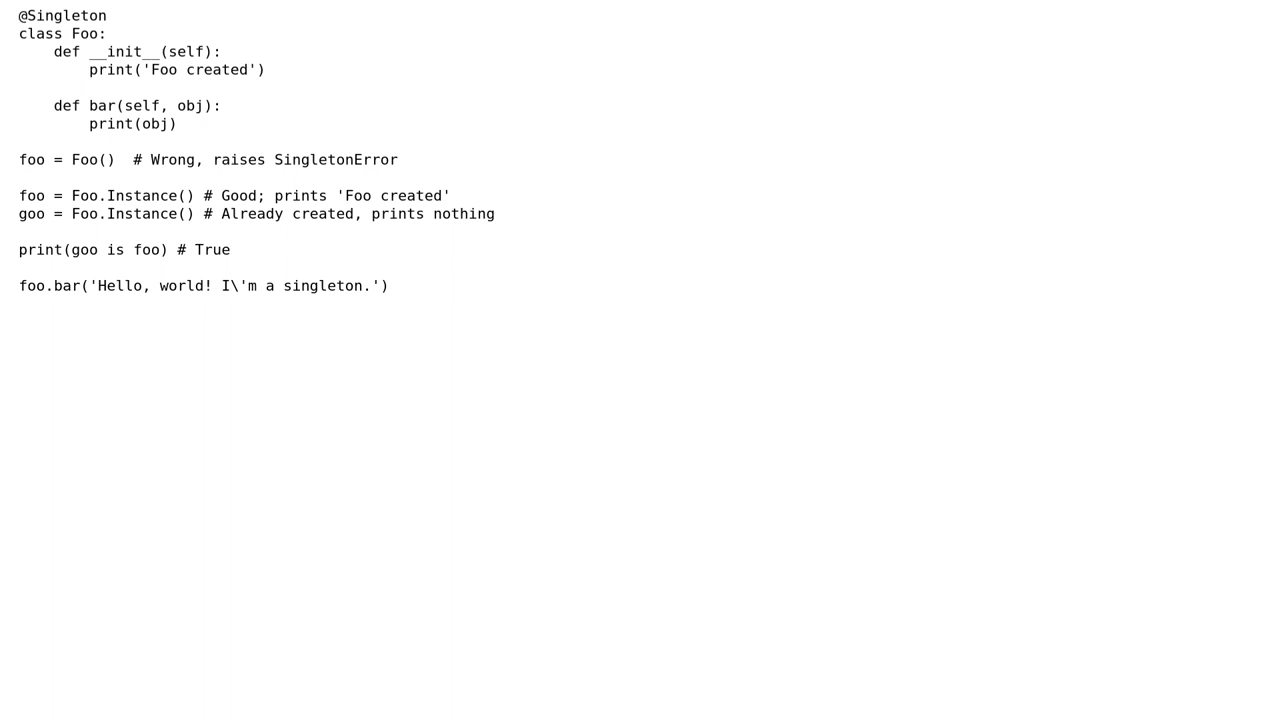 @Singleton
class Foo:
    def __init__(self):
        print('Foo created')

    def bar(self, obj):
        print(obj)

foo = Foo()  # Wrong, raises SingletonError

foo = Foo.Instance() # Good; prints 'Foo created'
goo = Foo.Instance() # Already created, prints nothing

print(goo is foo) # True

foo.bar('Hello, world! I\'m a singleton.')